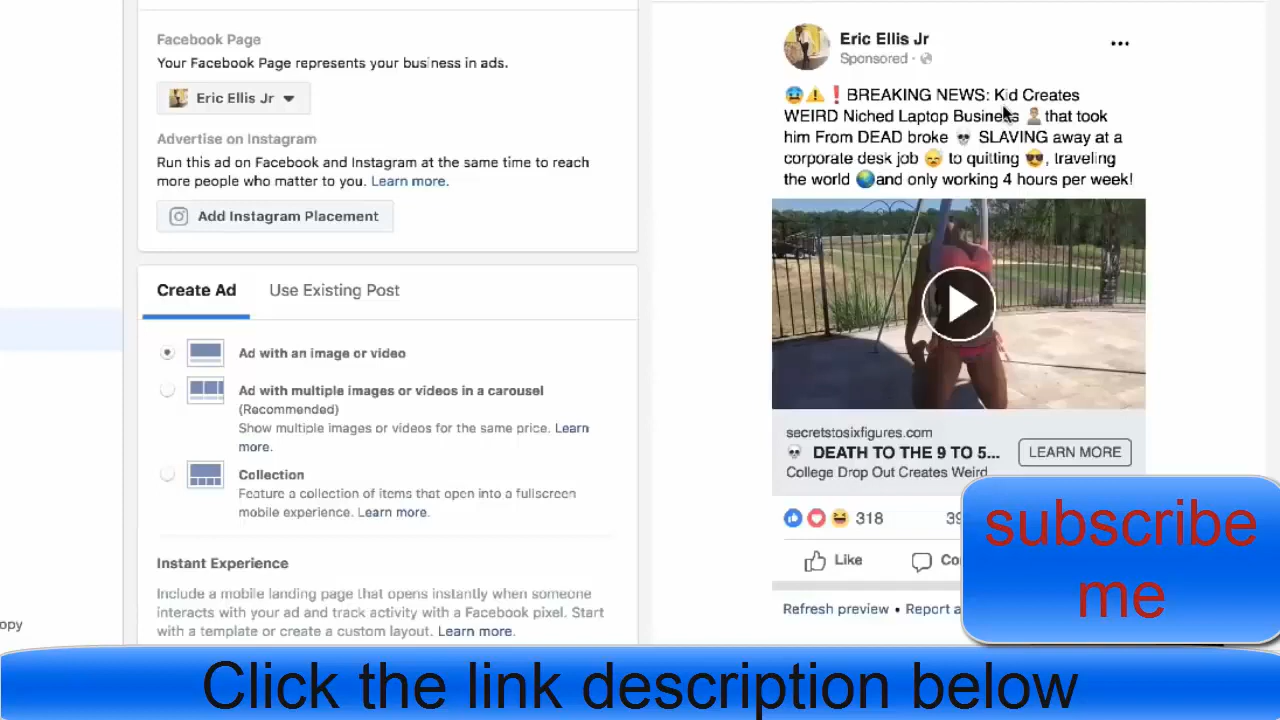 Facebook Page
Your Facebook Page represents your business in ads.
Eric Ellis Jr
Advertise on Instagram
Run this ad on Facebook and Instagram at the same time to reach
more people who matter to you. Learn more.
Add Instagram Placement
Create Ad
Use Existing Post
Ad with an image or video
Ad with multiple images or videos in a carousel
(Recommended)
Show multiple images or videos for the same price. Learn
more.
Collection
Feature a collection of items that open into a fullscreen
mobile experience. Learn more.
Instant Experience
Include a mobile landing page that opens instantly when someone
interacts with your ad and track activity with a Facebook pixel. Start
with a template or create a custom layout. Learn more.
opy
Eric Ellis Jr
Sponsored ·
🥶⚠️❗BREAKING NEWS: Kid Creates
WEIRD Niched Laptop Business that took
him From DEAD broke 💀 SLAVING away at a
corporate desk job 😴 to quitting 😎, traveling
the world 🌎and only working 4 hours per week!
secretstosixfigures.com
💀 DEATH TO THE 9 TO 5...
College Drop Out Creates Weird
LEARN MORE
318
39
Like
Co
Refresh preview • Report a
subscribe
me
Click the link description below